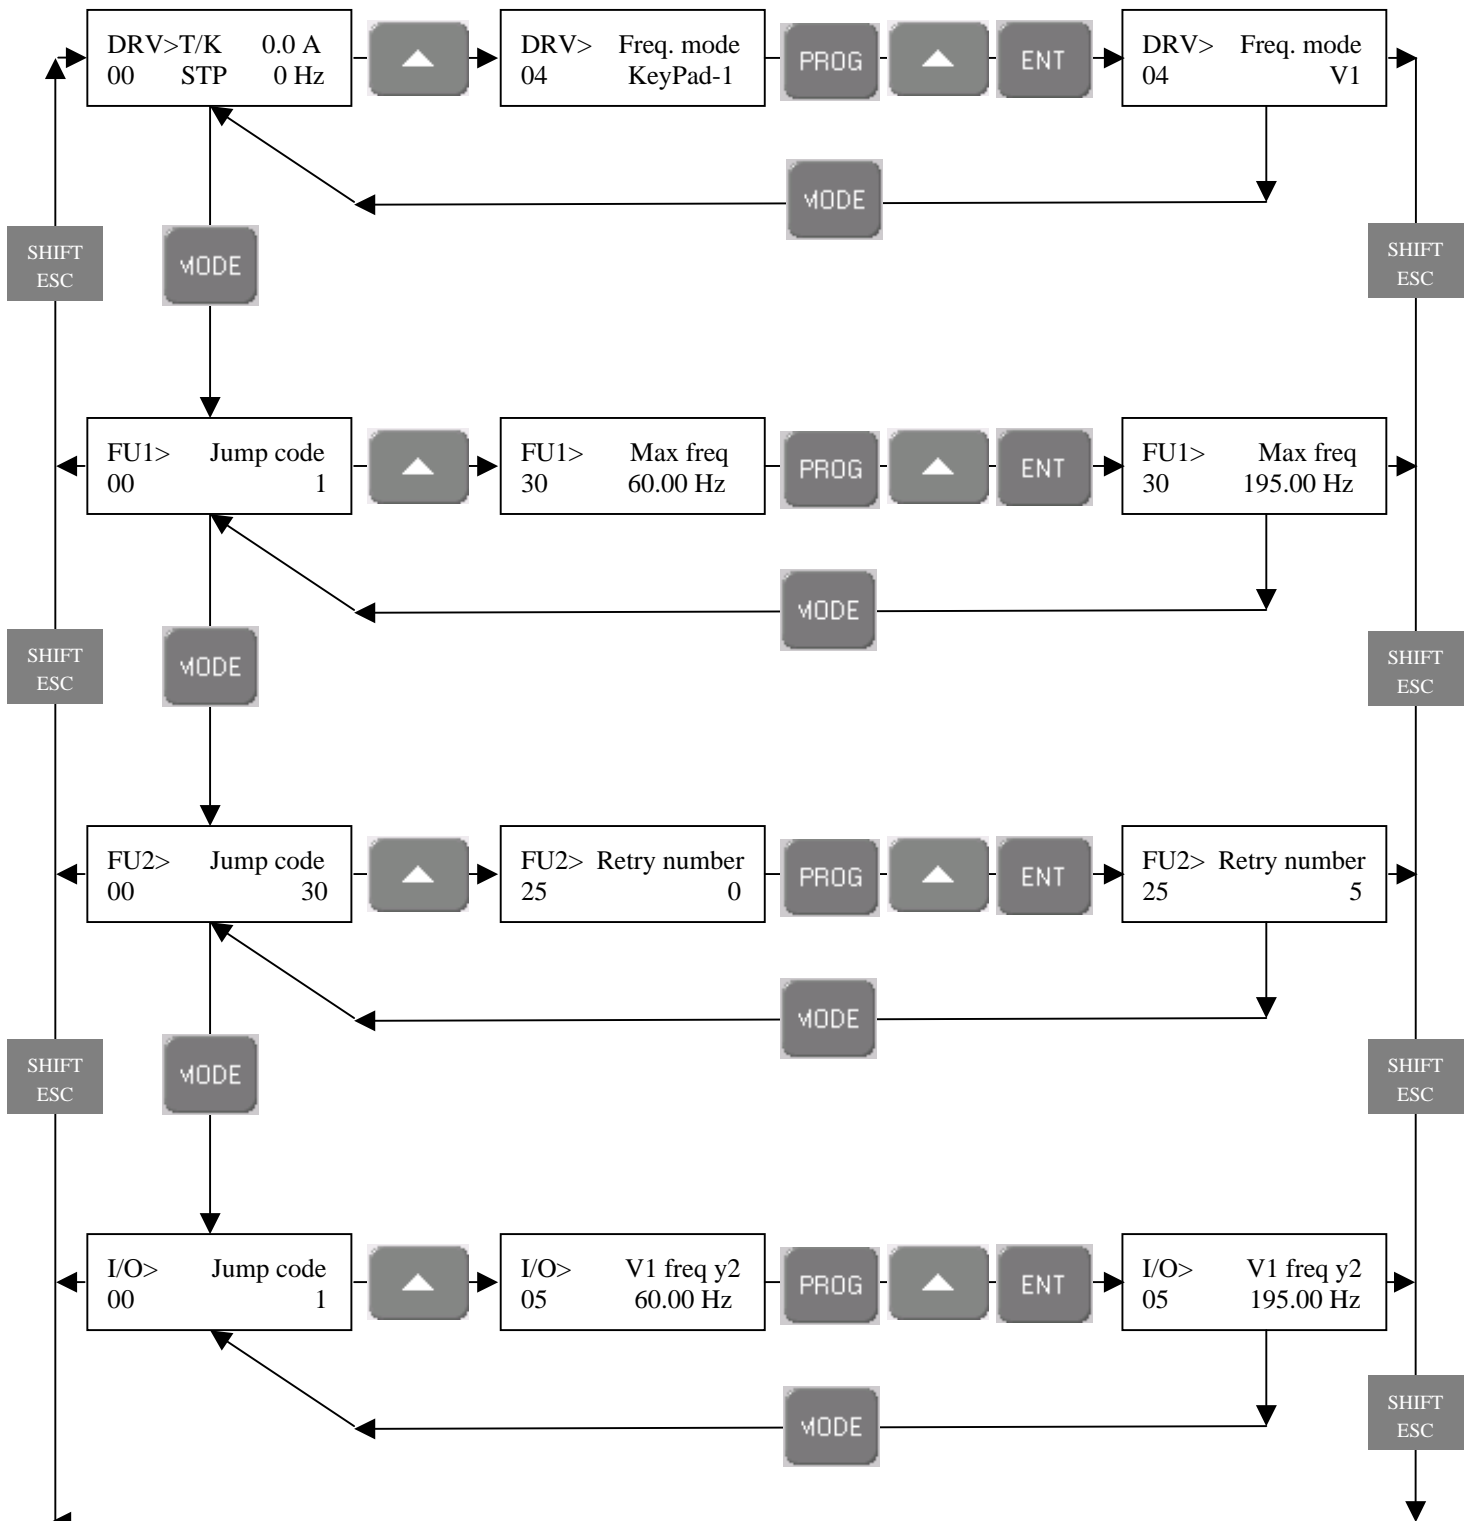 DRV>T/K 0.0 A
00 STP 0 Hz
DRV> Freq. mode
04 KeyPad-1
PROG
ENT
DRV> Freq. mode
04 V1
MODE
SHIFT
ESC
MODE
SHIFT
ESC
FU1> Jump code
00 1
FU1> Max freq
30 60.00 Hz
PROG
ENT
FU1> Max freq
30 195.00 Hz
MODE
SHIFT
ESC
MODE
SHIFT
ESC
FU2> Jump code
00 30
FU2> Retry number
25 0
PROG
ENT
FU2> Retry number
25 5
MODE
SHIFT
ESC
MODE
SHIFT
ESC
I/O> Jump code
00 1
I/O> V1 freq y2
05 60.00 Hz
PROG
ENT
I/O> V1 freq y2
05 195.00 Hz
MODE
SHIFT
ESC